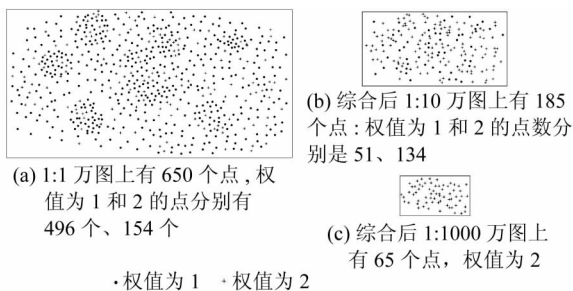 (a) 1:1 万图上有 650 个点 , 权
值为 1 和 2 的点分别有
496 个、154 个
(b) 综合后 1:10 万图上有 185
个点 : 权值为 1 和 2 的点数分
别是 51、134
(c) 综合后 1:1000 万图上
有 65 个点，权值为 2
·权值为 1 +权值为 2